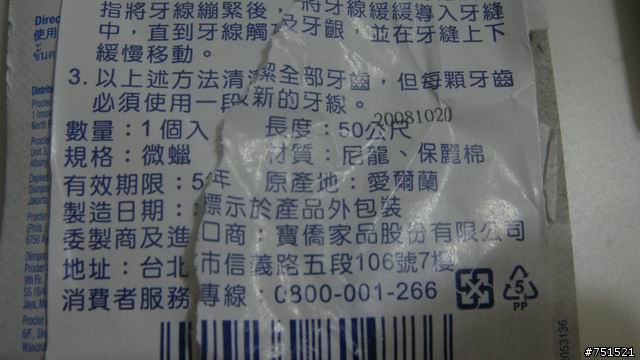 指將牙線繃緊後，將牙線緩緩導入牙縫
中，直到牙線觸及牙齦，並在牙縫上下
緩慢移動。
3. 以上述方法清潔全部牙齒，但每顆牙齒
必須使用一段新的牙線。
20081020
數量：1個入 長度：50公尺
規格：微蠟 材質：尼龍、保麗棉
有效期限：5年 原產地：愛爾蘭
製造日期：標示於產品外包裝
委製商及進口商：寶僑家品股份有限公司
地址：台北市信義路五段106號7樓
消費者服務專線：0800-001-266
5
PP
053136
Direc
使用
Distrib
Procter
#751521